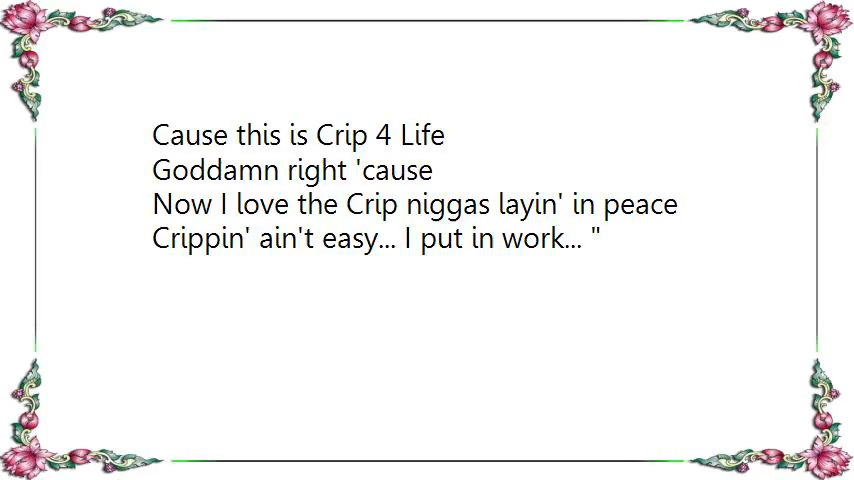 Cause this is Crip 4 Life
Goddamn right 'cause
Now I love the Crip niggas layin' in peace
Crippin' ain't easy... I put in work... "